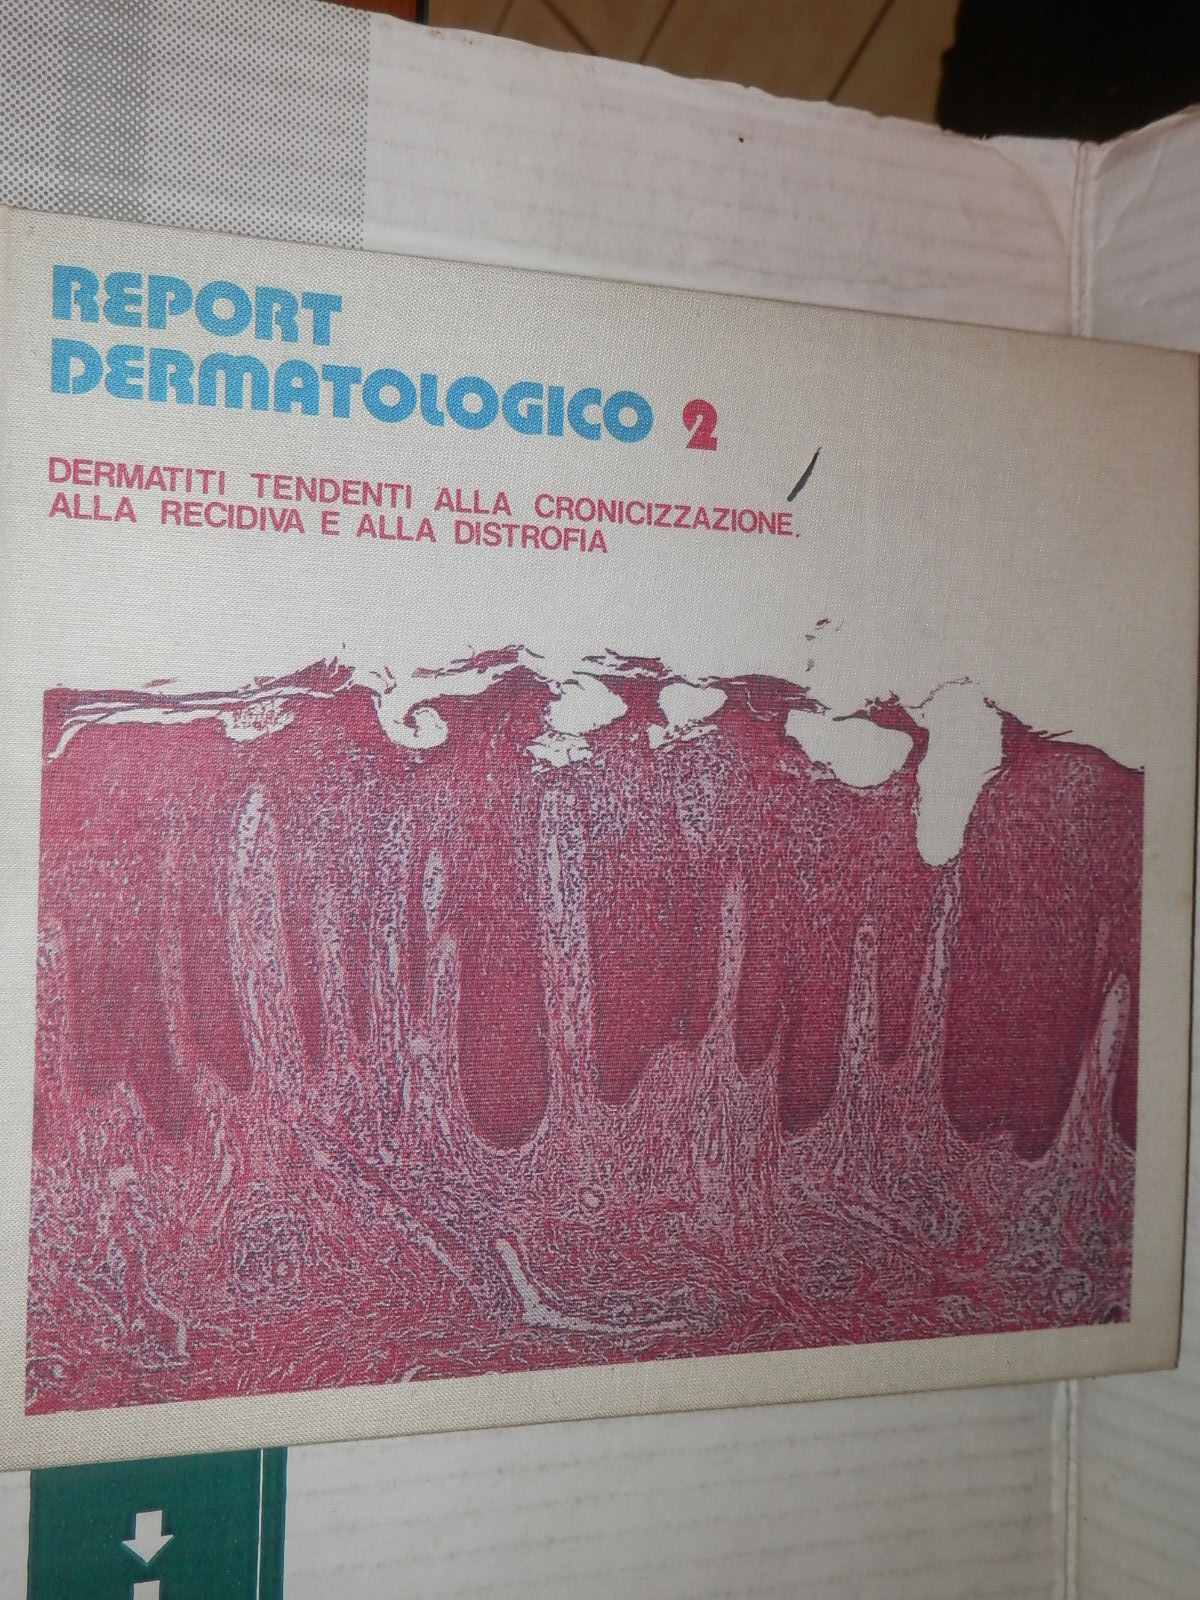 REPORT
DERMATOLOGICO 2
DERMATITI TENDENTI ALLA CRONICIZZAZIONE,
ALLA RECIDIVA E ALLA DISTROFIA